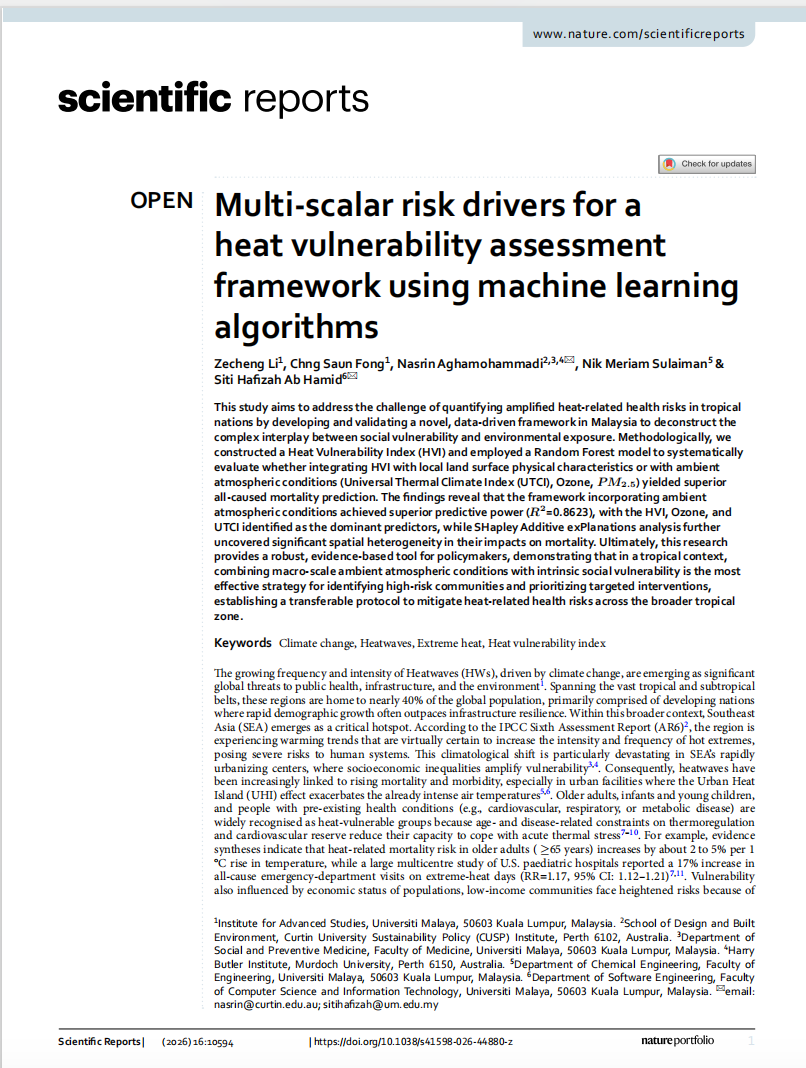 www.nature.com/scientificreports
scientific reports
Check for updates
OPEN
Multi-scalar risk drivers for a
heat vulnerability assessment
framework using machine learning
algorithms
Zecheng Li¹, Chng Saun Fong¹, Nasrin Aghamohammadi²,³,⁴✉, Nik Meriam Sulaiman⁵ &
Siti Hafizah Ab Hamid⁶✉
This study aims to address the challenge of quantifying amplified heat-related health risks in tropical
nations by developing and validating a novel, data-driven framework in Malaysia to deconstruct the
complex interplay between social vulnerability and environmental exposure. Methodologically, we
constructed a Heat Vulnerability Index (HVI) and employed a Random Forest model to systematically
evaluate whether integrating HVI with local land surface physical characteristics or with ambient
atmospheric conditions (Universal Thermal Climate Index (UTCI), Ozone, PM₂.₅) yielded superior
all-caused mortality prediction. The findings reveal that the framework incorporating ambient
atmospheric conditions achieved superior predictive power (R²=0.8623), with the HVI, Ozone, and
UTCI identified as the dominant predictors, while SHapley Additive exPlanations analysis further
uncovered significant spatial heterogeneity in their impacts on mortality. Ultimately, this research
provides a robust, evidence-based tool for policymakers, demonstrating that in a tropical context,
combining macro-scale ambient atmospheric conditions with intrinsic social vulnerability is the most
effective strategy for identifying high-risk communities and prioritizing targeted interventions,
establishing a transferable protocol to mitigate heat-related health risks across the broader tropical
zone.
Keywords Climate change, Heatwaves, Extreme heat, Heat vulnerability index
The growing frequency and intensity of Heatwaves (HWs), driven by climate change, are emerging as significant
global threats to public health, infrastructure, and the environment¹. Spanning the vast tropical and subtropical
belts, these regions are home to nearly 40% of the global population, primarily comprised of developing nations
where rapid demographic growth often outpaces infrastructure resilience. Within this broader context, Southeast
Asia (SEA) emerges as a critical hotspot. According to the IPCC Sixth Assessment Report (AR6)², the region is
experiencing warming trends that are virtually certain to increase the intensity and frequency of hot extremes,
posing severe risks to human systems. This climatological shift is particularly devastating in SEA's rapidly
urbanizing centers, where socioeconomic inequalities amplify vulnerability³,⁴. Consequently, heatwaves have
been increasingly linked to rising mortality and morbidity, especially in urban facilities where the Urban Heat
Island (UHI) effect exacerbates the already intense air temperatures⁵,⁶. Older adults, infants and young children,
and people with pre-existing health conditions (e.g., cardiovascular, respiratory, or metabolic disease) are
widely recognised as heat-vulnerable groups because age- and disease-related constraints on thermoregulation
and cardiovascular reserve reduce their capacity to cope with acute thermal stress⁷⁻¹⁰. For example, evidence
syntheses indicate that heat-related mortality risk in older adults ( ≥65 years) increases by about 2 to 5% per 1
°C rise in temperature, while a large multicentre study of U.S. paediatric hospitals reported a 17% increase in
all-cause emergency-department visits on extreme-heat days (RR=1.17, 95% CI: 1.12–1.21)⁷,¹¹. Vulnerability
also influenced by economic status of populations, low-income communities face heightened risks because of
¹Institute for Advanced Studies, Universiti Malaya, 50603 Kuala Lumpur, Malaysia. ²School of Design and Built
Environment, Curtin University Sustainability Policy (CUSP) Institute, Perth 6102, Australia. ³Department of
Social and Preventive Medicine, Faculty of Medicine, Universiti Malaya, 50603 Kuala Lumpur, Malaysia. ⁴Harry
Butler Institute, Murdoch University, Perth 6150, Australia. ⁵Department of Chemical Engineering, Faculty of
Engineering, Universiti Malaya, 50603 Kuala Lumpur, Malaysia. ⁶Department of Software Engineering, Faculty
of Computer Science and Information Technology, Universiti Malaya, 50603 Kuala Lumpur, Malaysia. ✉email:
nasrin@curtin.edu.au; sitihafizah@um.edu.my
Scientific Reports | (2026) 16:10594 | https://doi.org/10.1038/s41598-026-44880-z nature portfolio 1